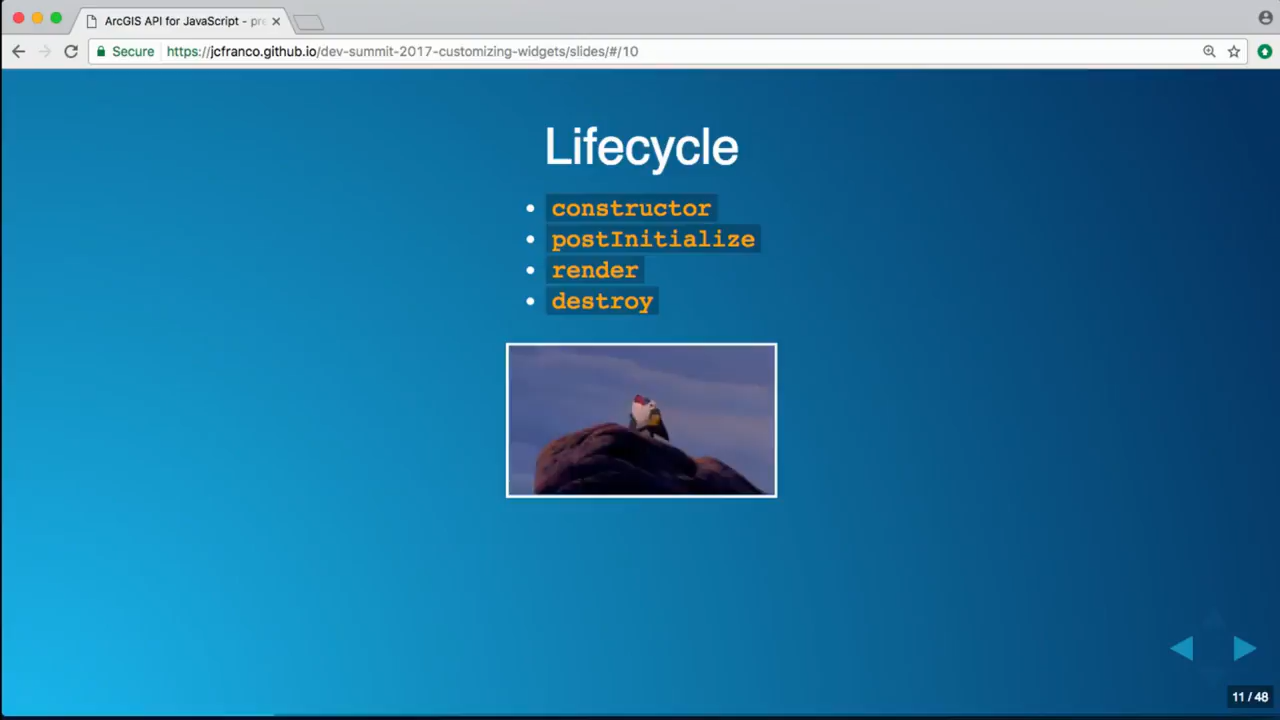 ArcGIS API for JavaScript - pre
Secure https://jcfranco.github.io/dev-summit-2017-customizing-widgets/slides/#/10
Lifecycle
constructor
postInitialize
render
destroy
11 / 48